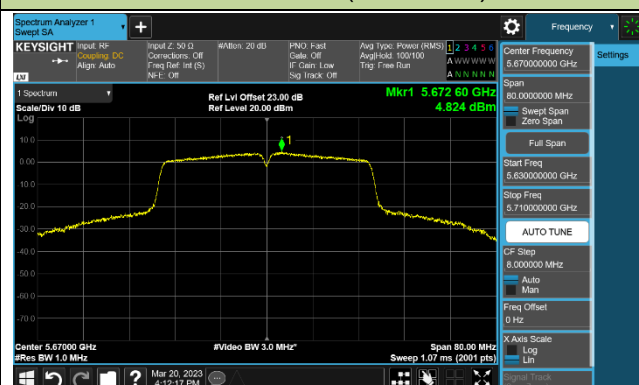 Spectrum Analyzer 1
Swept SA
Frequency
KEYSIGHT
Input: RF
Coupling: DC
Align: Auto
Input Z: 50 Ω
Corrections: Off
Freq Ref: Int (S)
NFE: Off
#Atten: 20 dB
PNO: Fast
Gate: Off
IF Gain: Low
Sig Track: Off
Avg Type: Power (RMS)
Avg|Hold: 100/100
Trig: Free Run
1 2 3 4 5 6
A W W W W W
A N N N N N
LXI
1 Spectrum
Scale/Div 10 dB
Log
Ref Lvl Offset 23.00 dB
Ref Level 20.00 dBm
Mkr1 5.672 60 GHz
4.824 dBm
1
10.0
0.00
-10.0
-20.0
-30.0
-40.0
-50.0
-60.0
-70.0
Center 5.67000 GHz
#Res BW 1.0 MHz
#Video BW 3.0 MHz*
Span 80.00 MHz
Sweep 1.07 ms (2001 pts)
Mar 20, 2023
4:12:17 PM
Center Frequency
5.670000000 GHz
Span
80.0000000 MHz
Swept Span
Zero Span
Full Span
Start Freq
5.630000000 GHz
Stop Freq
5.710000000 GHz
AUTO TUNE
CF Step
8.000000 MHz
Auto
Man
Freq Offset
0 Hz
X Axis Scale
Log
Lin
Signal Track
Settings